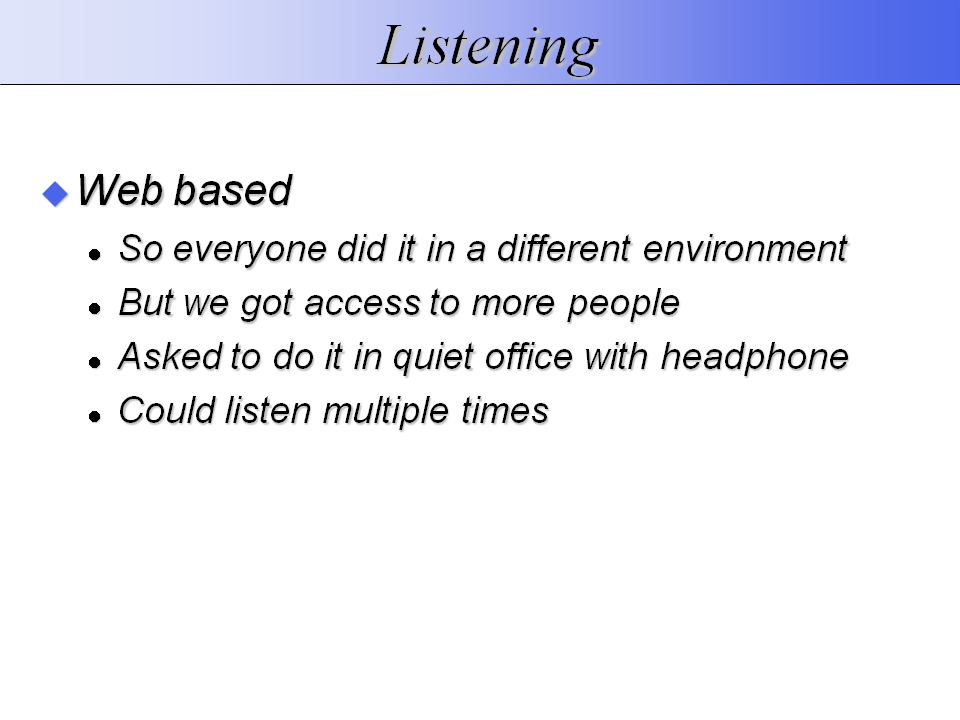 Listening
Web based
So everyone did it in a different environment
But we got access to more people
Asked to do it in quiet office with headphone
Could listen multiple times